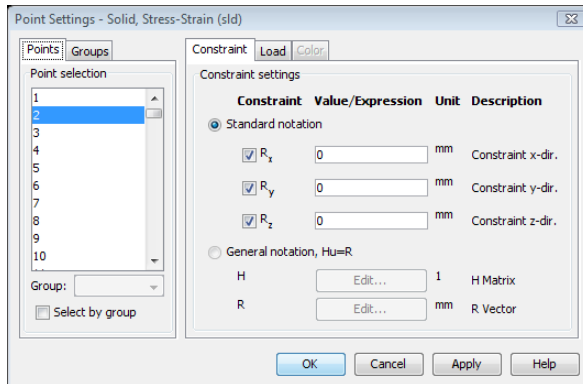 Point Settings - Solid, Stress-Strain (sld)
Points Groups
Point selection
1
2
3
4
5
6
7
8
9
10
Group:
Select by group
Constraint Load Color
Constraint settings
Constraint Value/Expression Unit Description
Standard notation
Rx 0 mm Constraint x-dir.
Ry 0 mm Constraint y-dir.
Rz 0 mm Constraint z-dir.
General notation, Hu=R
H Edit... 1 H Matrix
R Edit... mm R Vector
OK Cancel Apply Help